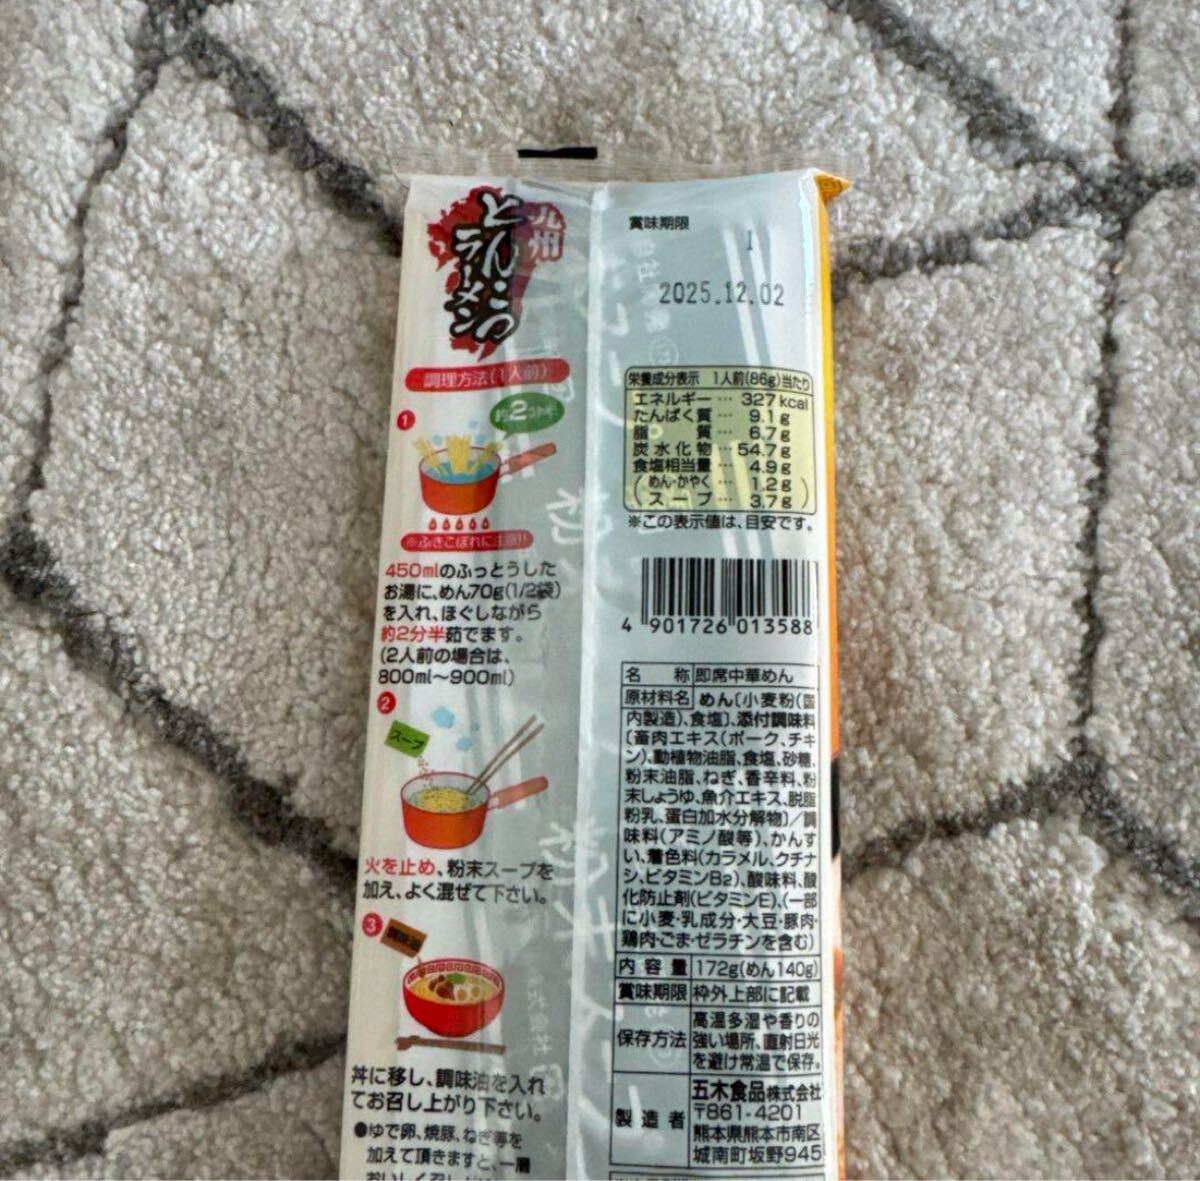 九州
とんこつ
ラーメン
調理方法(1人前)
1
約2分半
※ふきこぼれに注意!!
450mlのふっとうした
お湯に、めん70g(1/2袋)
を入れ、ほぐしながら
約2分半茹でます。
(2人前の場合は、
800ml〜900ml)
2
スープ
火を止め、粉末スープを
加え、よく混ぜて下さい。
3
調味油
丼に移し、調味油を入れ
てお召し上がり下さい。
●ゆで卵、焼豚、ねぎ等を
加えて頂きますと、一層
賞味期限
1
2025.12.02
栄養成分表示 1人前(86g)当たり
エネルギー… 327kcal
たんぱく質… 9.1g
脂質… 6.7g
炭水化物… 54.7g
食塩相当量… 4.9g
(めん・かやく… 1.2g
スープ… 3.7g)
※この表示値は、目安です。
4 901726 013588
名称 即席中華めん
原材料名 めん〔小麦粉(国
内製造)、食塩〕、添付調味料
〔畜肉エキス(ポーク、チキ
ン)、動植物油脂、食塩、砂糖、
粉末油脂、ねぎ、香辛料、粉
末しょうゆ、魚介エキス、脱脂
粉乳、蛋白加水分解物〕/調
味料(アミノ酸等)、かんす
い、着色料(カラメル、クチナ
シ、ビタミンB2)、酸味料、酸
化防止剤(ビタミンE)、(一部
に小麦・乳成分・大豆・豚肉・
鶏肉・ごま・ゼラチンを含む)
内容量 172g(めん140g)
賞味期限 枠外上部に記載
保存方法 高温多湿や香りの
強い場所、直射日光
を避け常温で保存。
製造者 五木食品株式会社
〒861-4201
熊本県熊本市南区
城南町坂野945